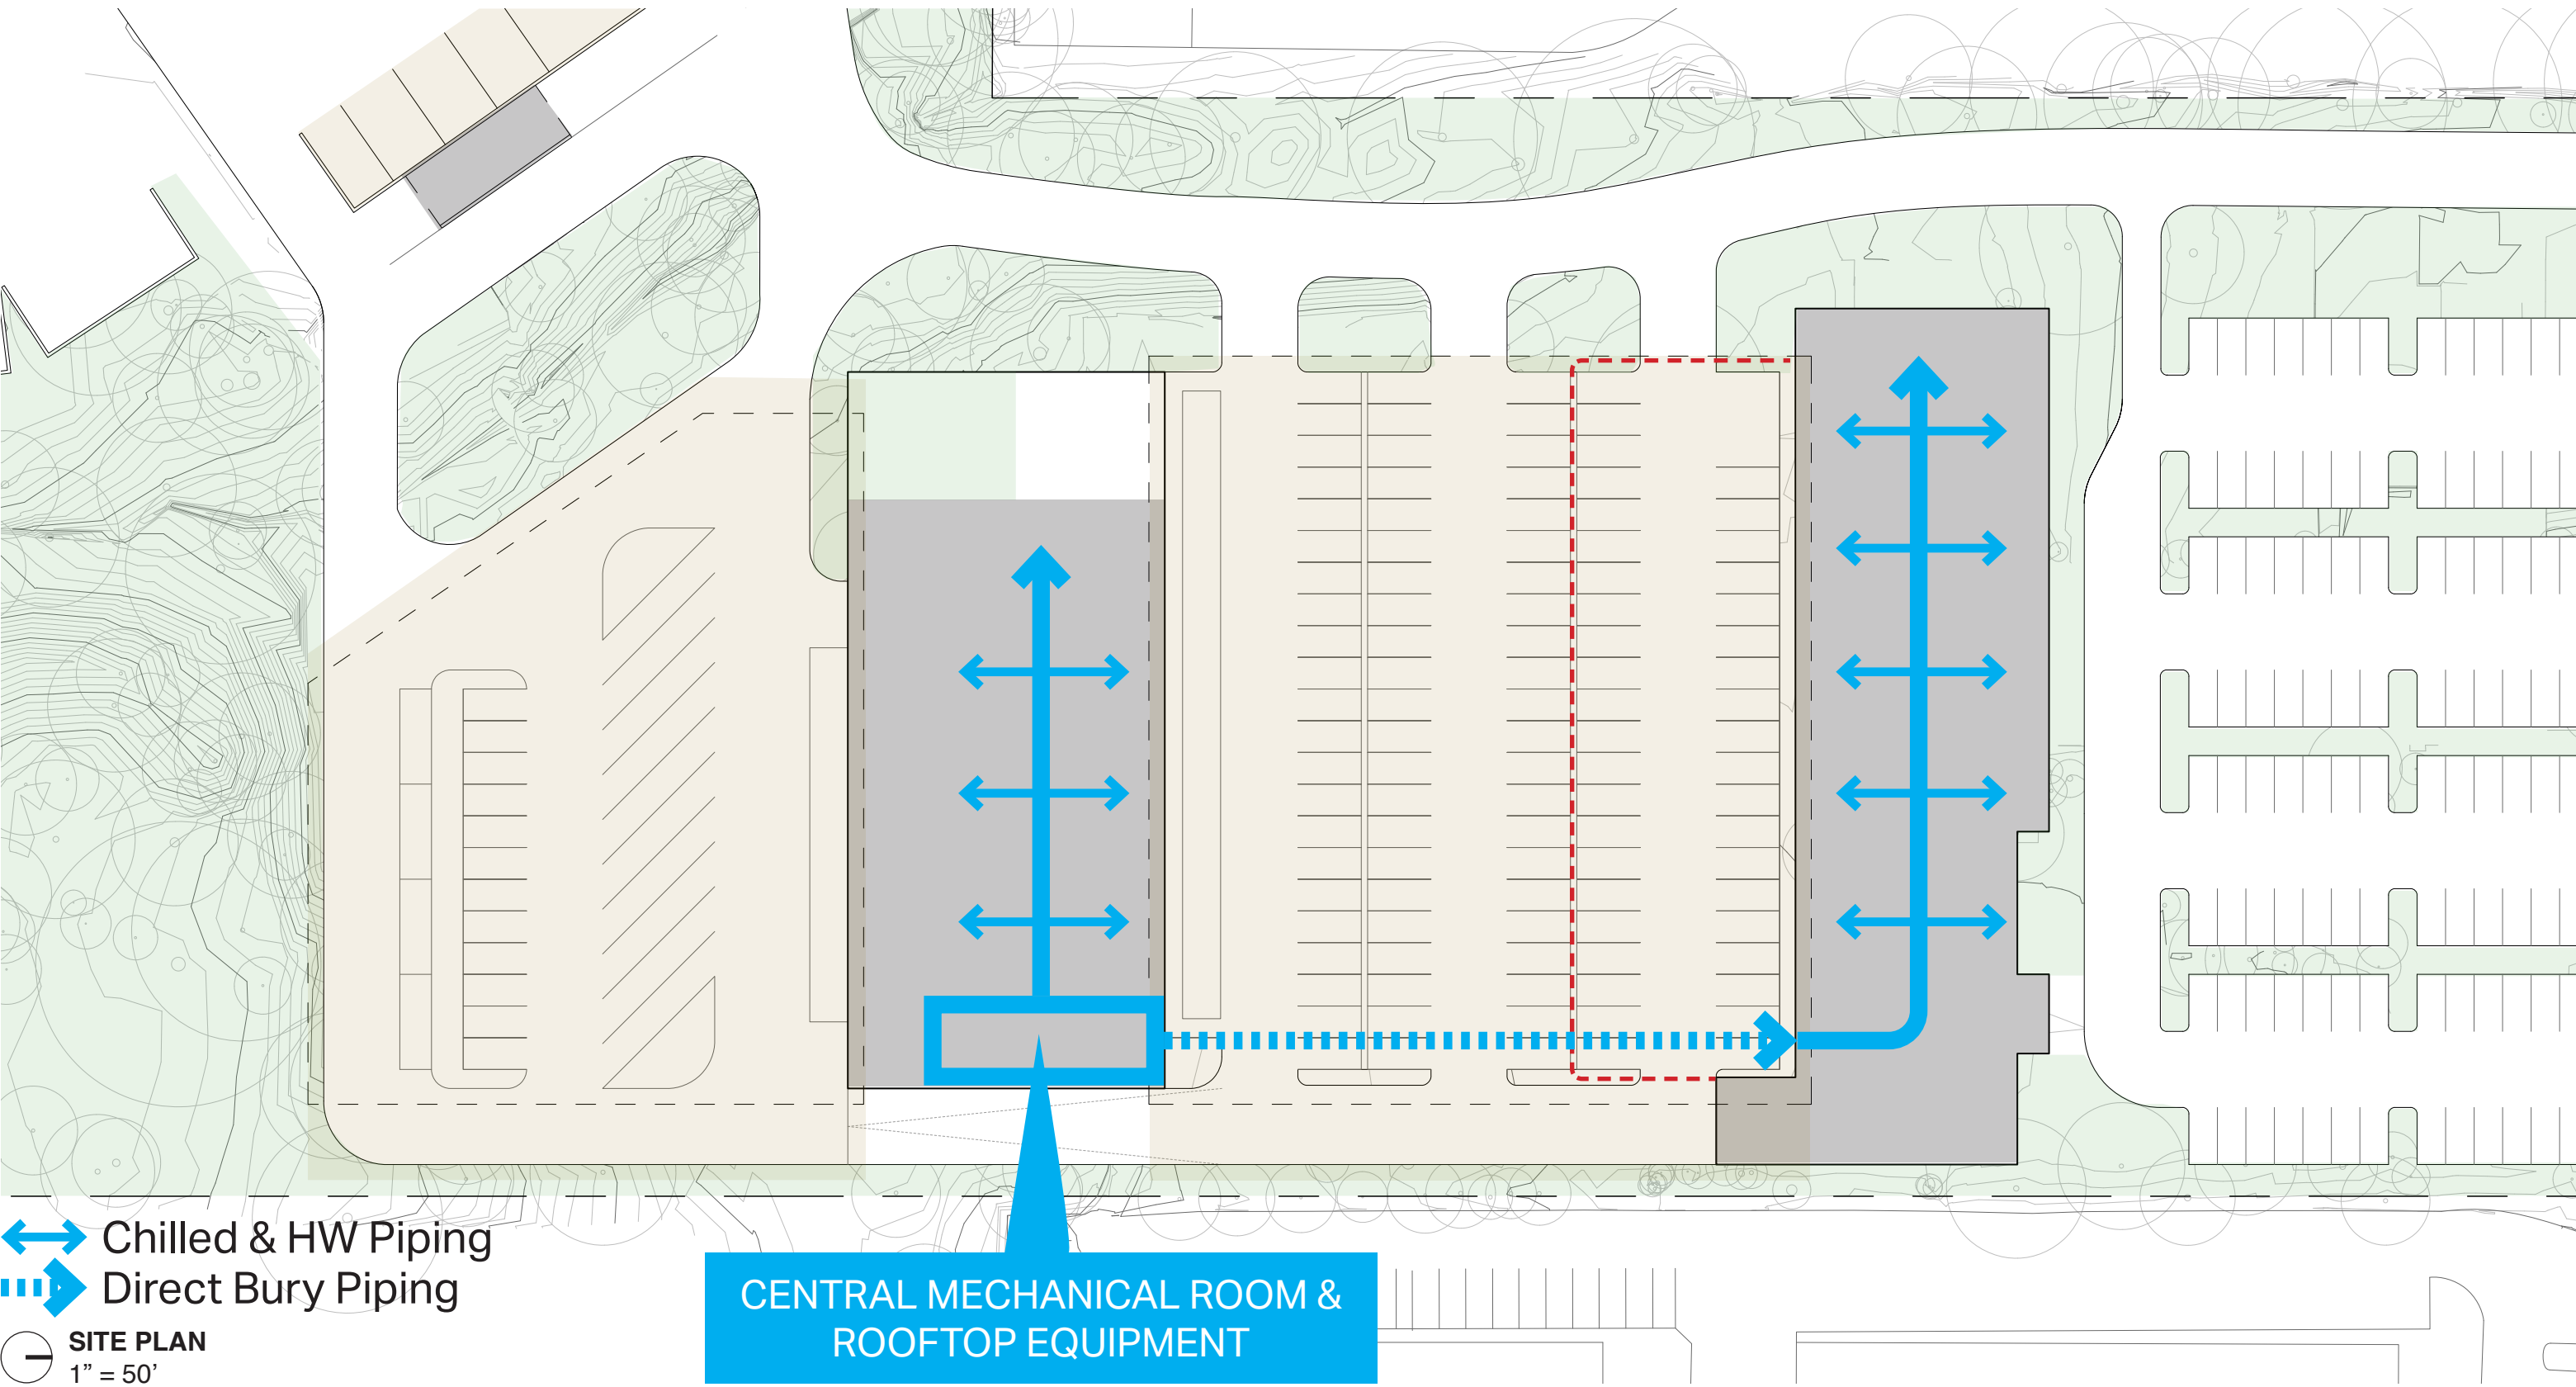 Chilled & HW Piping
Direct Bury Piping
CENTRAL MECHANICAL ROOM &
ROOFTOP EQUIPMENT
SITE PLAN
1” = 50’